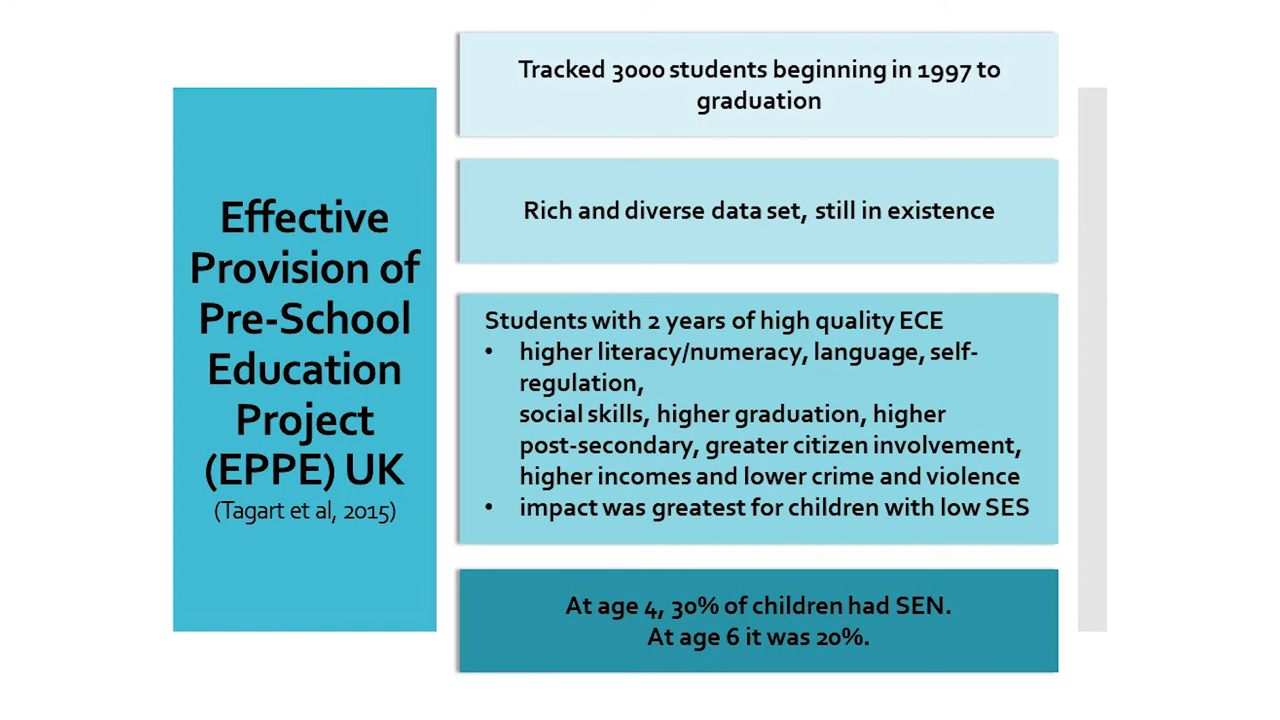 Effective
Provision of
Pre-School
Education
Project
(EPPE) UK
(Tagart et al, 2015)
Tracked 3000 students beginning in 1997 to
graduation
Rich and diverse data set, still in existence
Students with 2 years of high quality ECE
• higher literacy/numeracy, language, self-
regulation,
social skills, higher graduation, higher
post-secondary, greater citizen involvement,
higher incomes and lower crime and violence
• impact was greatest for children with low SES
At age 4, 30% of children had SEN.
At age 6 it was 20%.